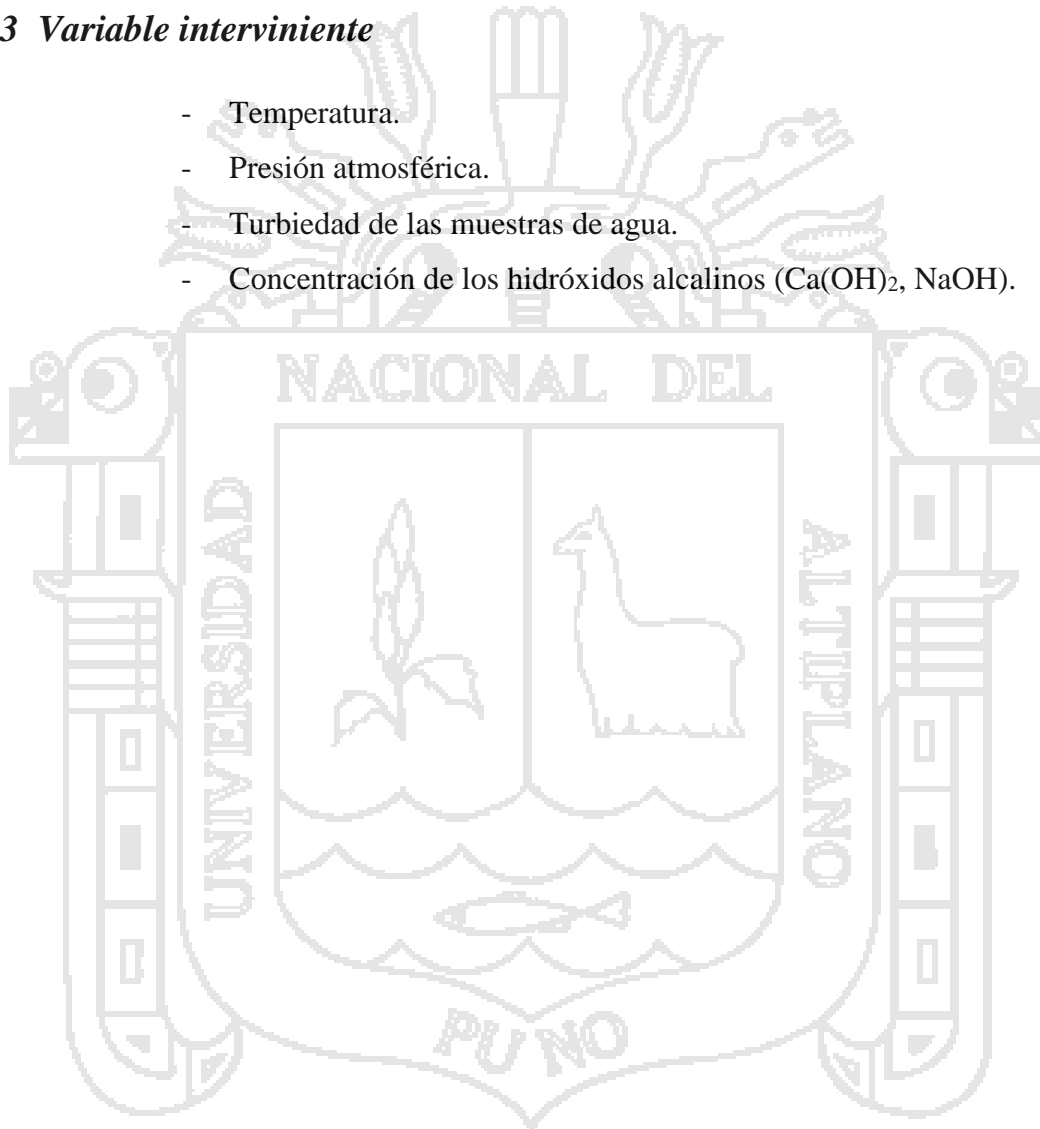 3 Variable interviniente
- Temperatura.
- Presión atmosférica.
- Turbiedad de las muestras de agua.
- Concentración de los hidróxidos alcalinos (Ca(OH)₂, NaOH).
NACIONAL DEL
UNIVERSIDAD
ALTIPLANO
PUNO